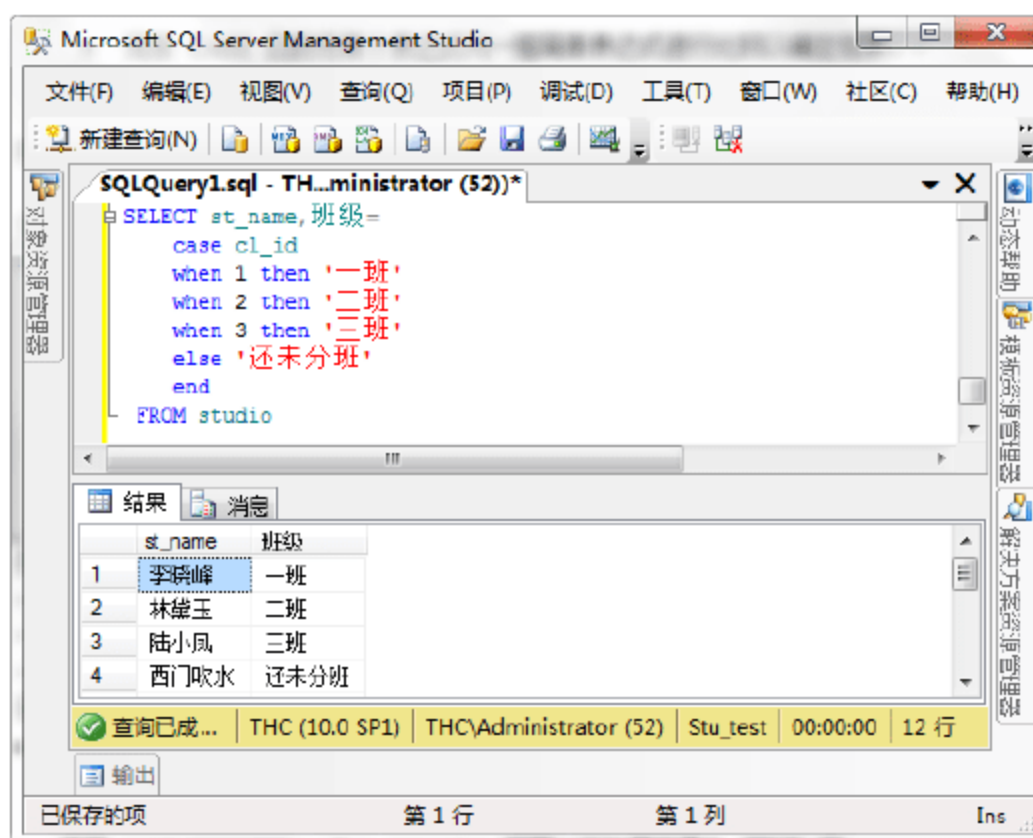 Microsoft SQL Server Management Studio
文件(F) 编辑(E) 视图(V) 查询(Q) 项目(P) 调试(D) 工具(T) 窗口(W) 社区(C) 帮助(H)
新建查询(N)
对象资源管理器
SQLQuery1.sql - TH...ministrator (52))*
SELECT st_name,班级=
case cl_id
when 1 then '一班'
when 2 then '二班'
when 3 then '三班'
else '还未分班'
end
FROM studio
动态帮助
模板资源管理器
解决方案资源管理器
结果 消息
st_name 班级
1 李晓峰 一班
2 林黛玉 二班
3 陆小凤 三班
4 西门吹水 还未分班
查询已成... THC (10.0 SP1) THC\Administrator (52) Stu_test 00:00:00 12 行
输出
已保存的项 第 1 行 第 1 列 Ins